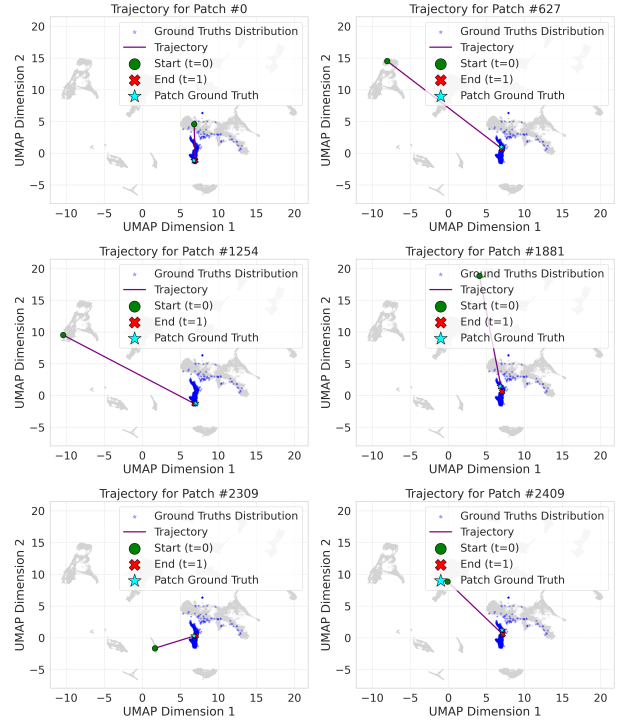 Trajectory for Patch #0
Ground Truths Distribution
Trajectory
Start (t=0)
End (t=1)
Patch Ground Truth
UMAP Dimension 2
20
15
10
5
0
−5
−10 −5 0 5 10 15 20
UMAP Dimension 1
Trajectory for Patch #627
Ground Truths Distribution
Trajectory
Start (t=0)
End (t=1)
Patch Ground Truth
UMAP Dimension 2
20
15
10
5
0
−5
−10 −5 0 5 10 15 20
UMAP Dimension 1
Trajectory for Patch #1254
Ground Truths Distribution
Trajectory
Start (t=0)
End (t=1)
Patch Ground Truth
UMAP Dimension 2
20
15
10
5
0
−5
−10 −5 0 5 10 15 20
UMAP Dimension 1
Trajectory for Patch #1881
Ground Truths Distribution
Trajectory
Start (t=0)
End (t=1)
Patch Ground Truth
UMAP Dimension 2
20
15
10
5
0
−5
−10 −5 0 5 10 15 20
UMAP Dimension 1
Trajectory for Patch #2309
Ground Truths Distribution
Trajectory
Start (t=0)
End (t=1)
Patch Ground Truth
UMAP Dimension 2
20
15
10
5
0
−5
−10 −5 0 5 10 15 20
UMAP Dimension 1
Trajectory for Patch #2409
Ground Truths Distribution
Trajectory
Start (t=0)
End (t=1)
Patch Ground Truth
UMAP Dimension 2
20
15
10
5
0
−5
−10 −5 0 5 10 15 20
UMAP Dimension 1